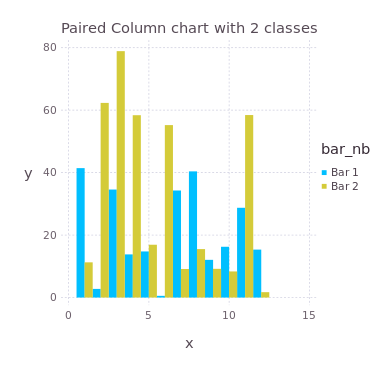 Paired Column chart with 2 classes
80
60
40
20
0
y
0 5 10 15
x
bar_nb
Bar 1
Bar 2